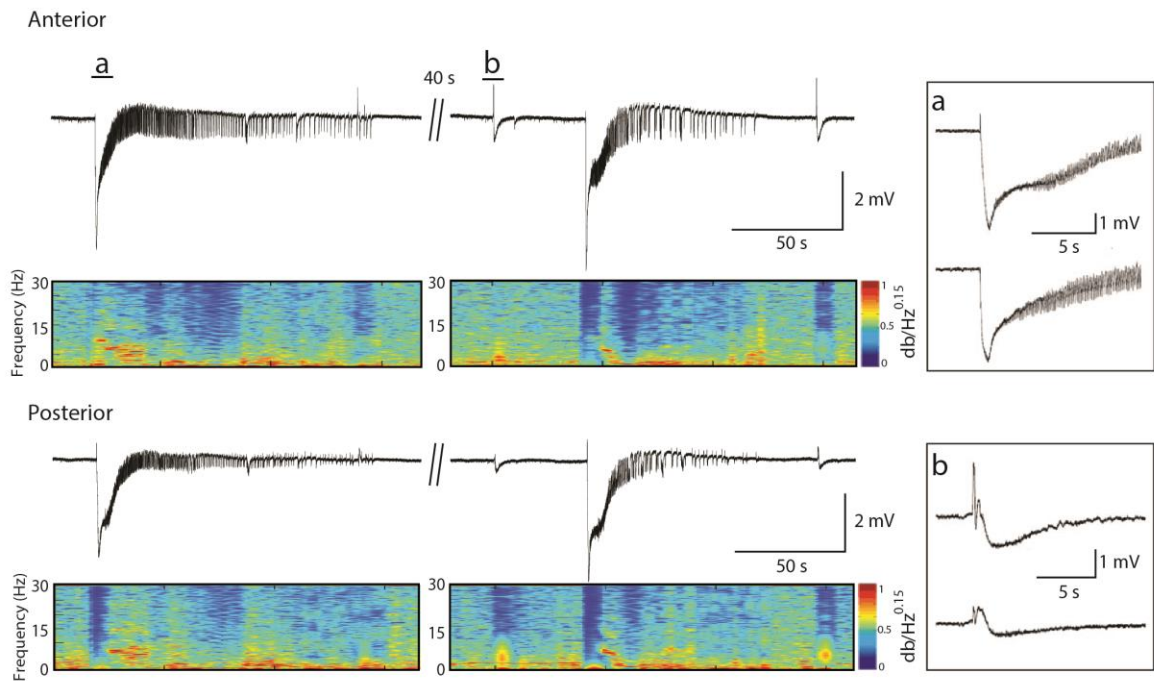 Anterior
a
40 s
b
2 mV
50 s
Frequency (Hz)
30
15
0
30
15
0
1
0.15
0.5
0
db/Hz
a
1 mV
5 s
Posterior
2 mV
50 s
Frequency (Hz)
30
15
0
30
15
0
1
0.15
0.5
0
db/Hz
b
1 mV
5 s